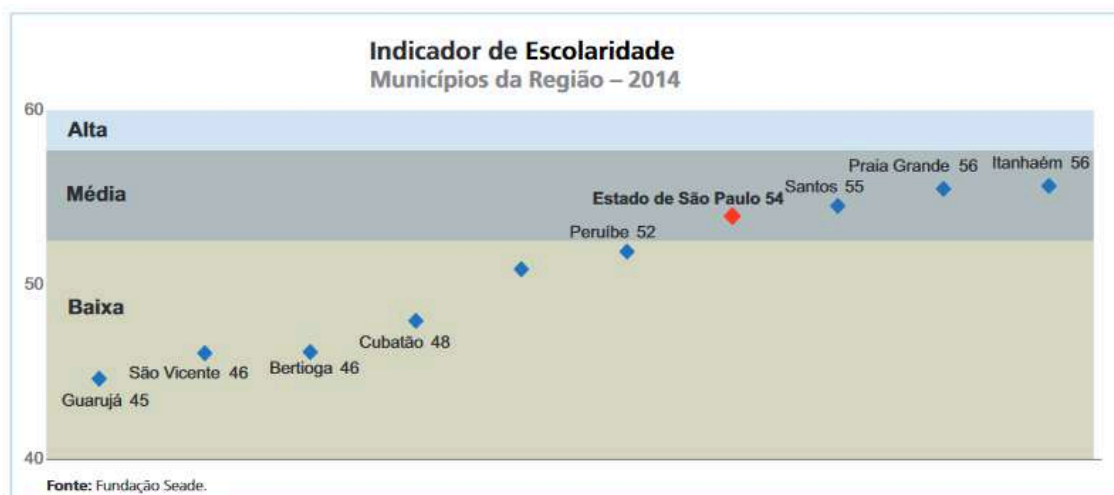 Indicador de Escolaridade
Municípios da Região – 2014
60
Alta
Praia Grande 56
Itanhaém 56
Média
Santos 55
Estado de São Paulo 54
Peruíbe 52
50
Baixa
Cubatão 48
Bertioga 46
São Vicente 46
Guarujá 45
40
Fonte: Fundação Seade.